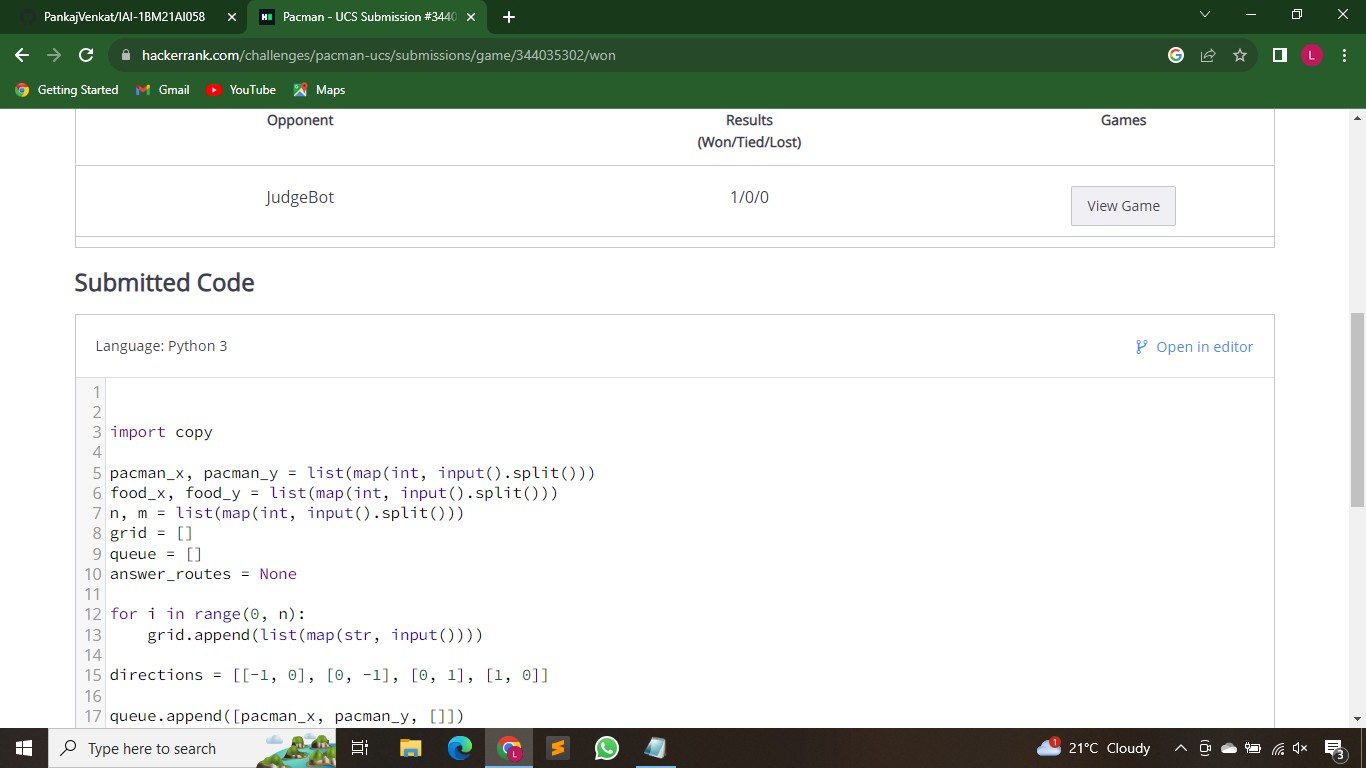 PankajVenkat/IAI-1BM21AI058
Pacman - UCS Submission #3440
hackerrank.com/challenges/pacman-ucs/submissions/game/344035302/won
L
Getting Started Gmail YouTube Maps
Opponent Results Games
(Won/Tied/Lost)
JudgeBot 1/0/0 View Game
Submitted Code
Language: Python 3 Open in editor
1
2
3 import copy
4
5 pacman_x, pacman_y = list(map(int, input().split()))
6 food_x, food_y = list(map(int, input().split()))
7 n, m = list(map(int, input().split()))
8 grid = []
9 queue = []
10 answer_routes = None
11
12 for i in range(0, n):
13     grid.append(list(map(str, input())))
14
15 directions = [[-1, 0], [0, -1], [0, 1], [1, 0]]
16
17 queue.append([pacman_x, pacman_y, []])
Type here to search
L
1
21°C Cloudy
3